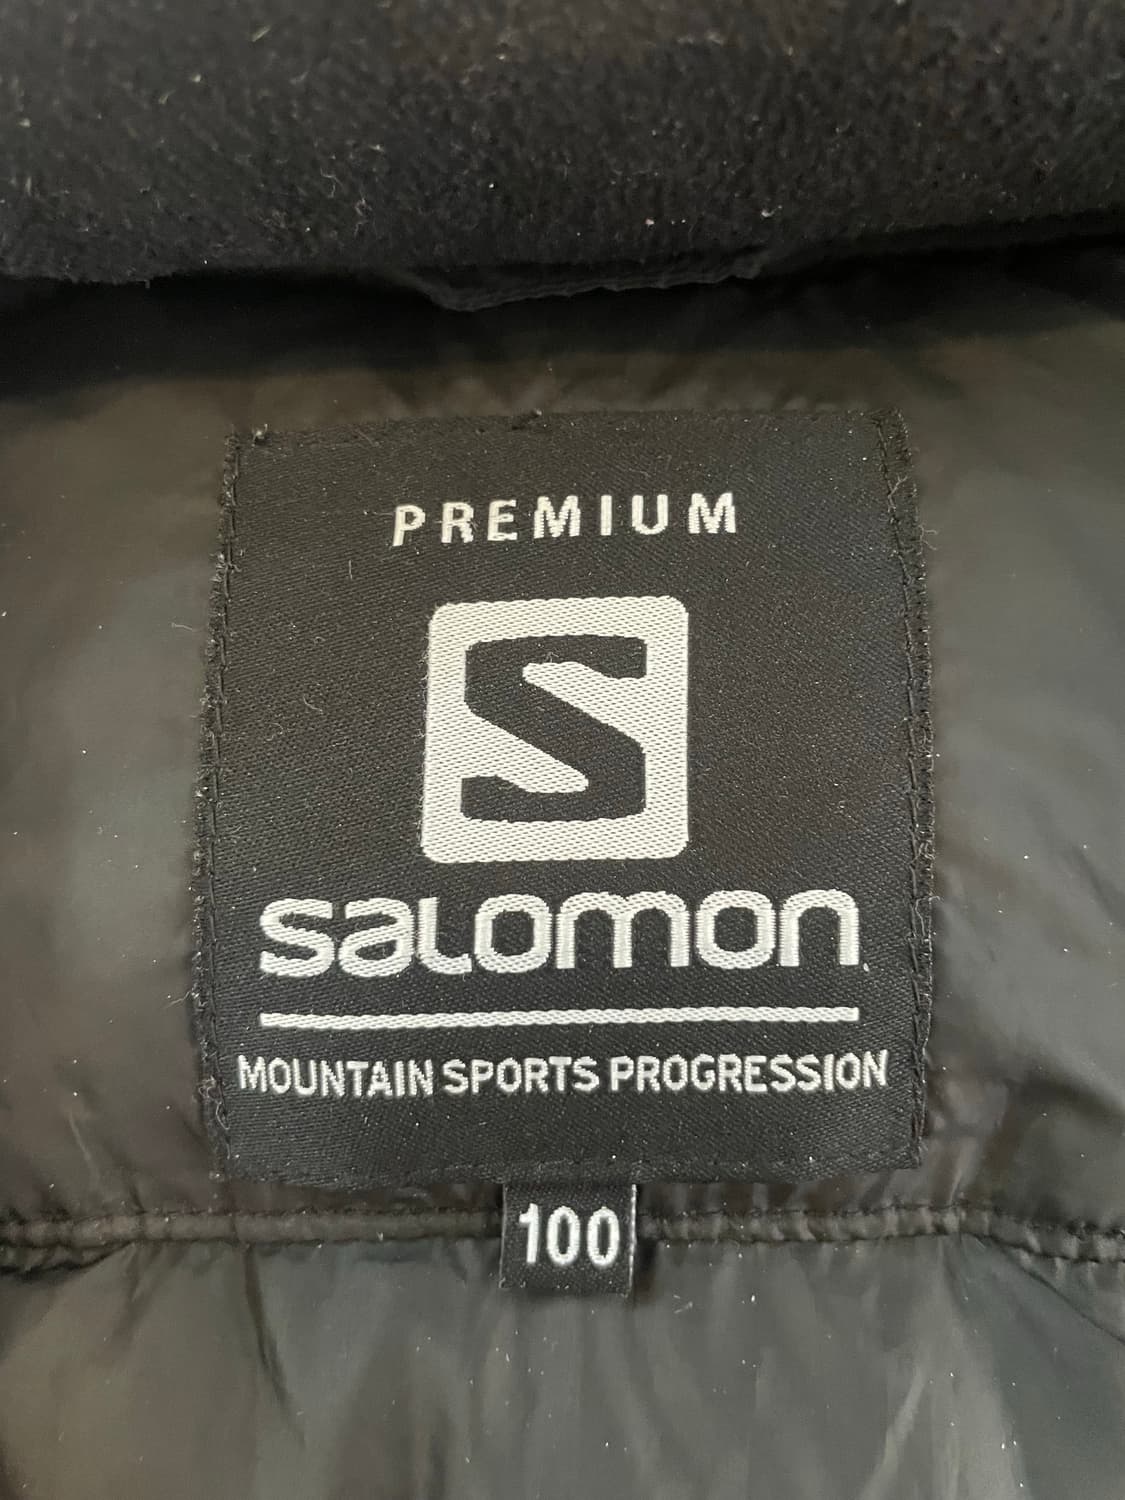 PREMIUM
S
salomon
MOUNTAIN SPORTS PROGRESSION
100